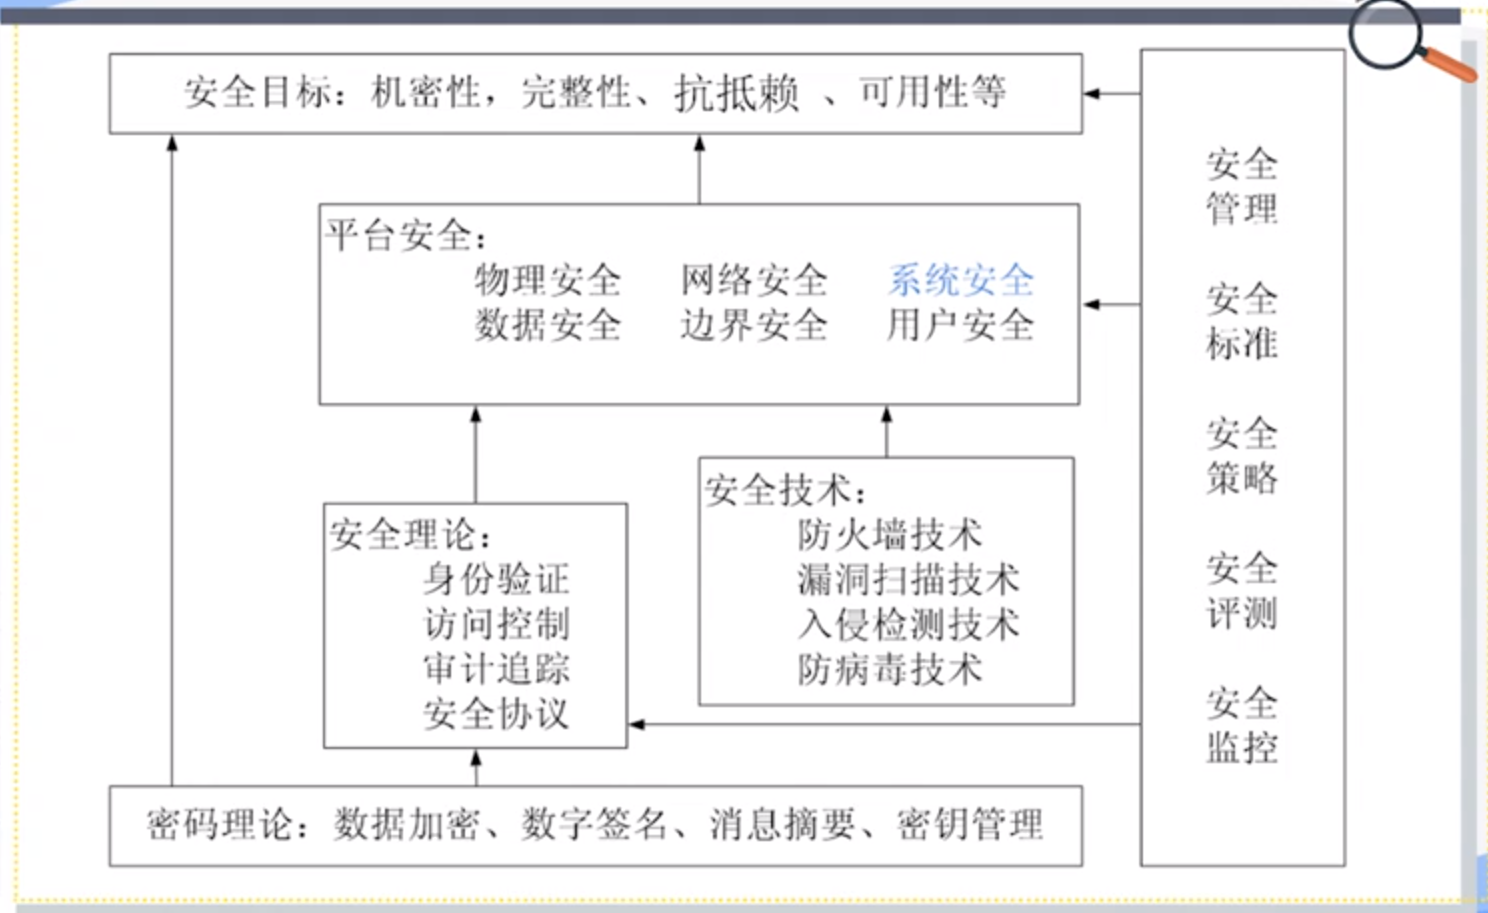 安全目标：机密性，完整性、抗抵赖 、可用性等
平台安全：
物理安全 网络安全 系统安全
数据安全 边界安全 用户安全
安全理论：
身份验证
访问控制
审计追踪
安全协议
安全技术：
防火墙技术
漏洞扫描技术
入侵检测技术
防病毒技术
密码理论：数据加密、数字签名、消息摘要、密钥管理
安全
管理
安全
标准
安全
策略
安全
评测
安全
监控